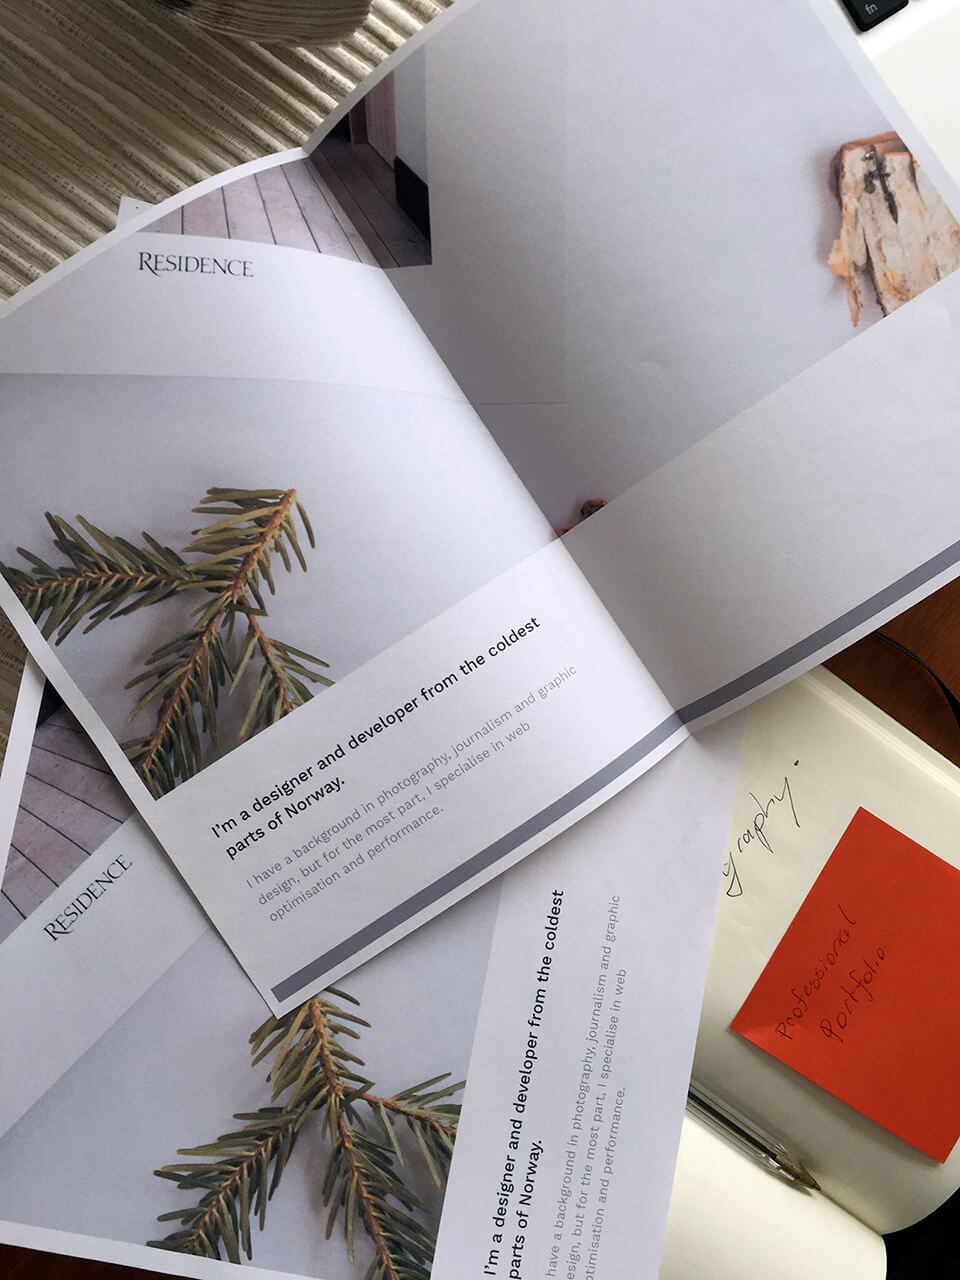 fn
RESIDENCE
I'm a designer and developer from the coldest
parts of Norway.
I have a background in photography, journalism and graphic
design, but for the most part, I specialise in web
optimisation and performance.
RESIDENCE
I'm a designer and developer from the coldest
parts of Norway.
have a background in photography, journalism and graphic
esign, but for the most part, I specialise in web
ptimisation and performance.
graphy.
Professional
Portfolio